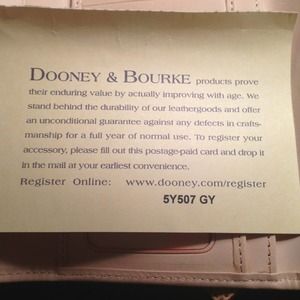 DOONEY & BOURKE products prove
their enduring value by actually improving with age. We
stand behind the durability of our leathergoods and offer
an unconditional guarantee against any defects in crafts-
manship for a full year of normal use. To register your
accessory, please fill out this postage-paid card and drop it
in the mail at your earliest convenience.
Register Online: www.dooney.com/register
5Y507 GY